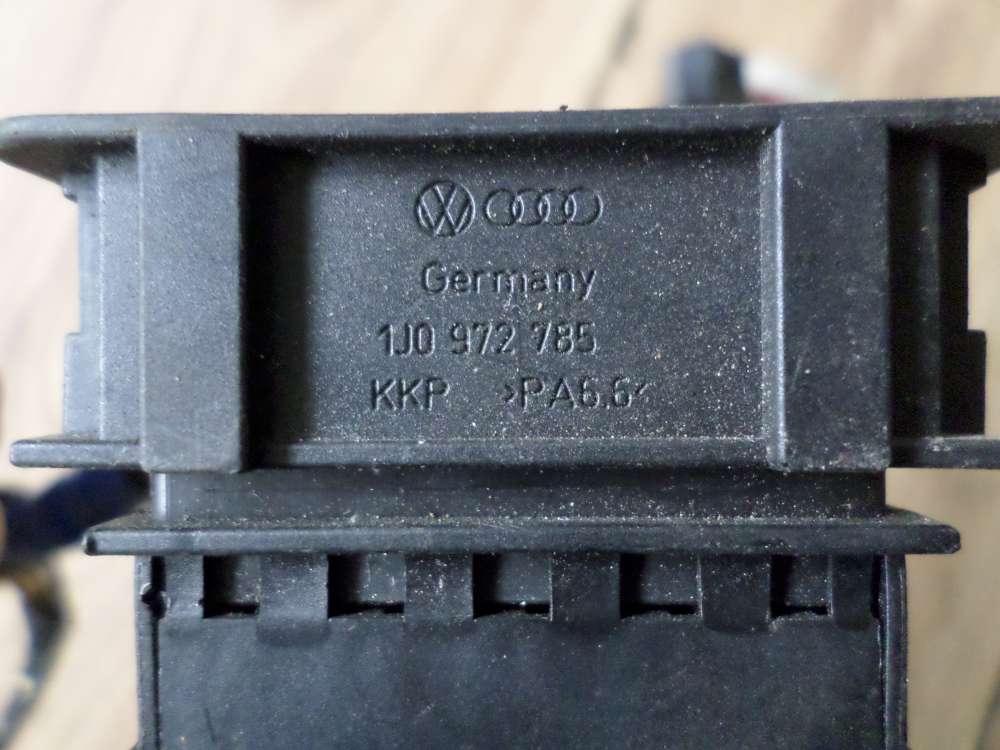 Germany
1J0 972 785
KKP >PA6.6<